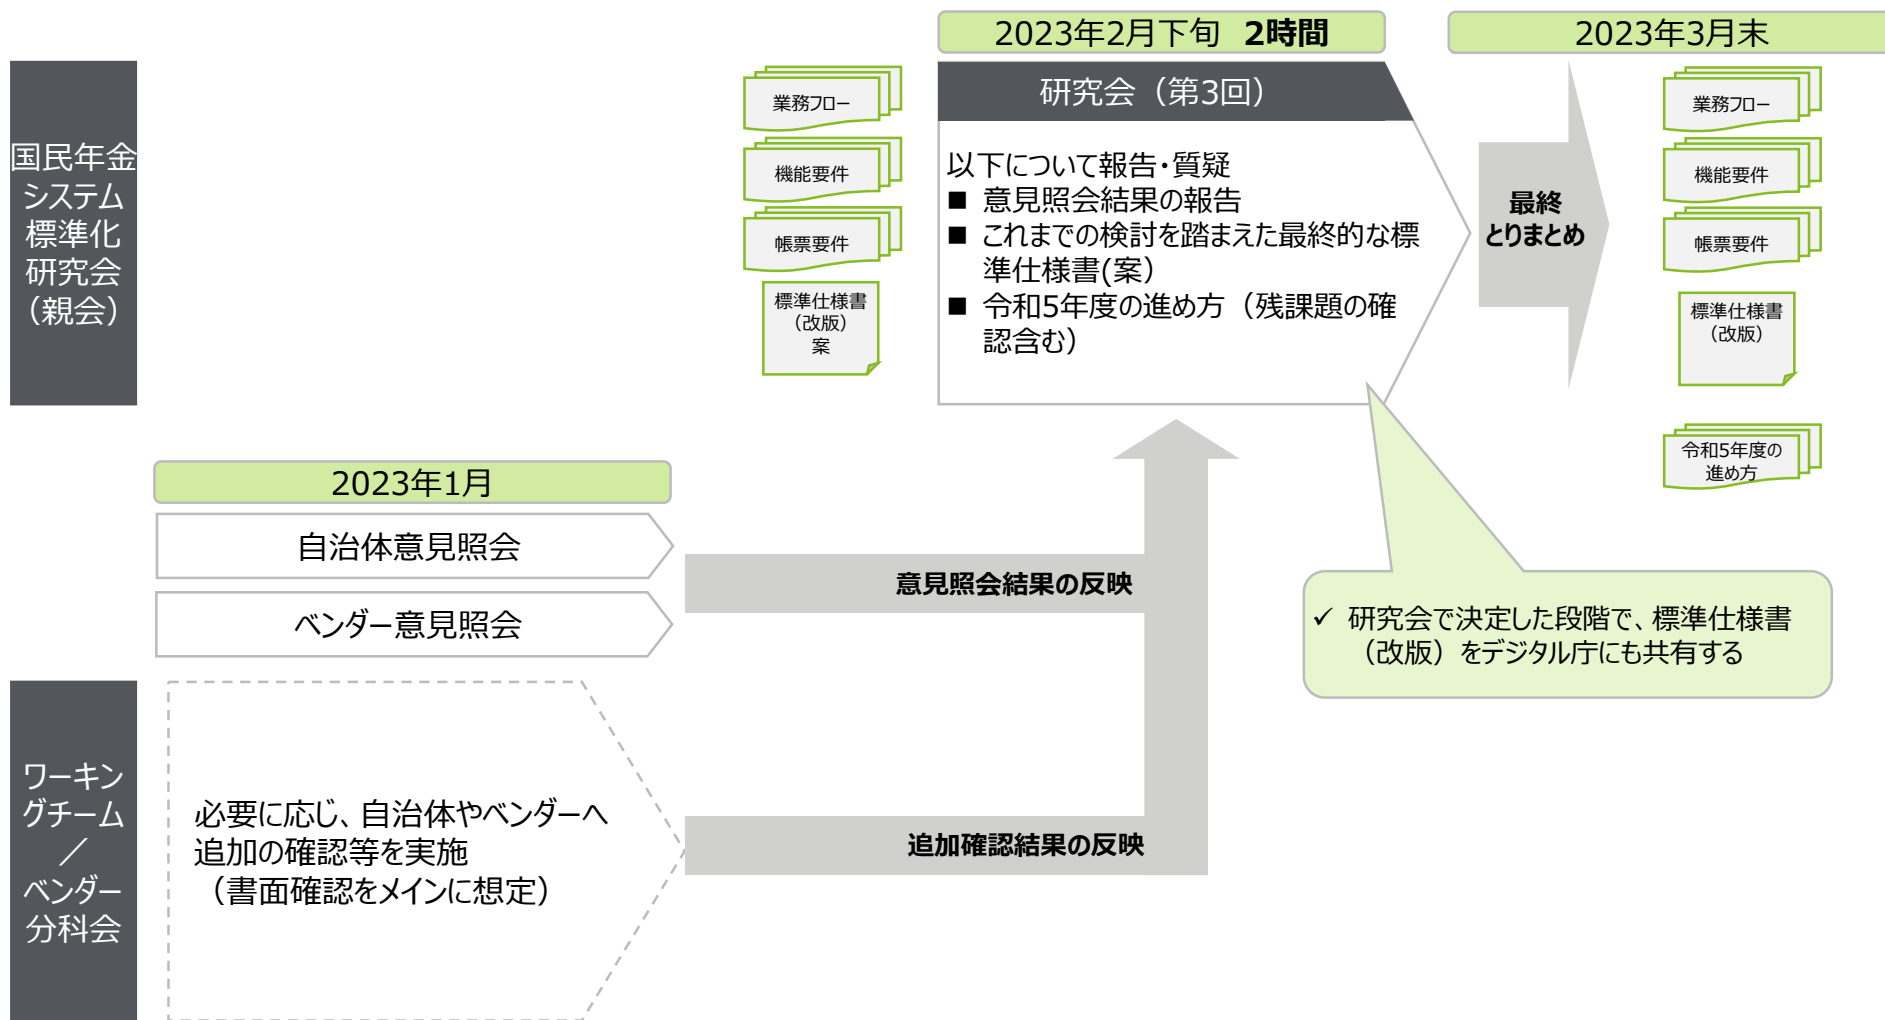 2023年2月下旬 2時間
2023年3月末
国民年金
システム
標準化
研究会
（親会）
業務フロー
機能要件
帳票要件
標準仕様書
（改版）
案
研究会（第3回）
以下について報告・質疑
■ 意見照会結果の報告
■ これまでの検討を踏まえた最終的な標
準仕様書(案）
■ 令和5年度の進め方（残課題の確
認含む）
最終
とりまとめ
業務フロー
機能要件
帳票要件
標準仕様書
（改版）
令和5年度の
進め方
2023年1月
自治体意見照会
ベンダー意見照会
意見照会結果の反映
✓ 研究会で決定した段階で、標準仕様書
（改版）をデジタル庁にも共有する
ワーキン
グチーム
／
ベンダー
分科会
必要に応じ、自治体やベンダーへ
追加の確認等を実施
（書面確認をメインに想定）
追加確認結果の反映